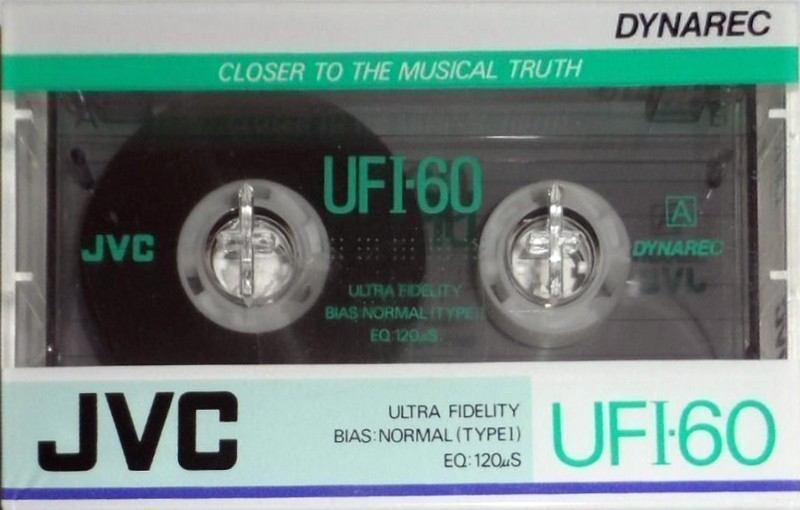 DYNAREC
CLOSER TO THE MUSICAL TRUTH
UFI·60
A
JVC
DYNAREC
ULTRA FIDELITY
BIAS:NORMAL (TYPE I)
EQ:120μS
JVC
ULTRA FIDELITY
BIAS:NORMAL (TYPE I)
EQ:120μS
UFI·60